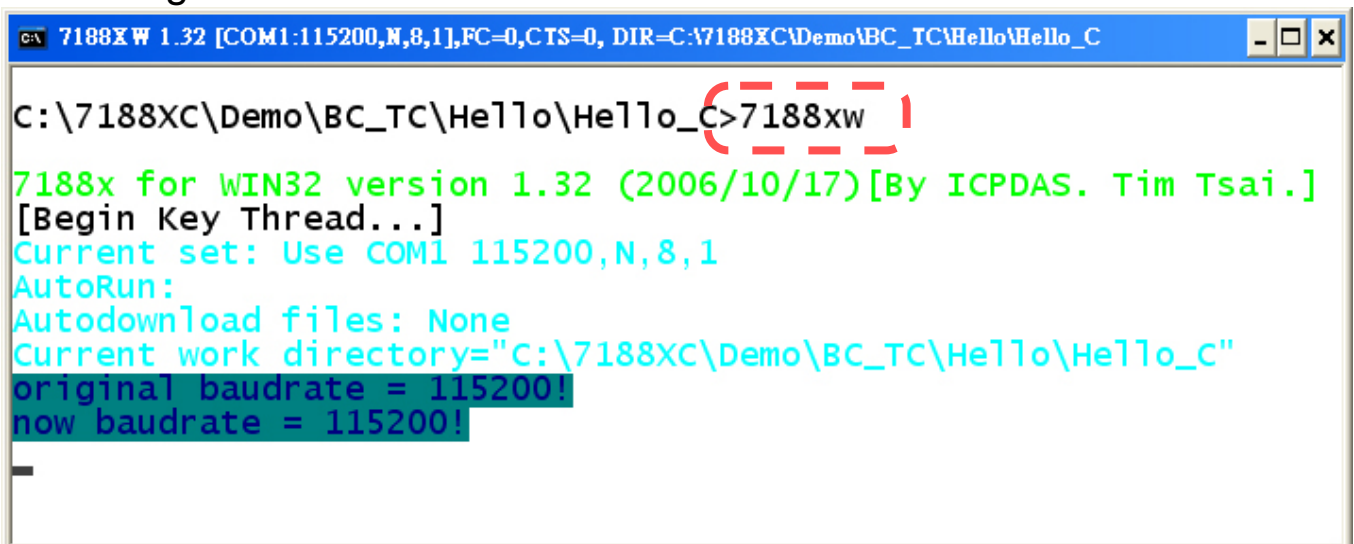 7188XW 1.32 [COM1:115200,N,8,1],FC=0,CTS=0, DIR=C:\7188XC\Demo\BC_TC\Hello\Hello_C
C:\7188XC\Demo\BC_TC\Hello\Hello_C>7188xw
7188x for WIN32 version 1.32 (2006/10/17)[By ICPDAS. Tim Tsai.]
[Begin Key Thread...]
Current set: Use COM1 115200,N,8,1
AutoRun:
Autodownload files: None
Current work directory="C:\7188XC\Demo\BC_TC\Hello\Hello_C"
original baudrate = 115200!
now baudrate = 115200!